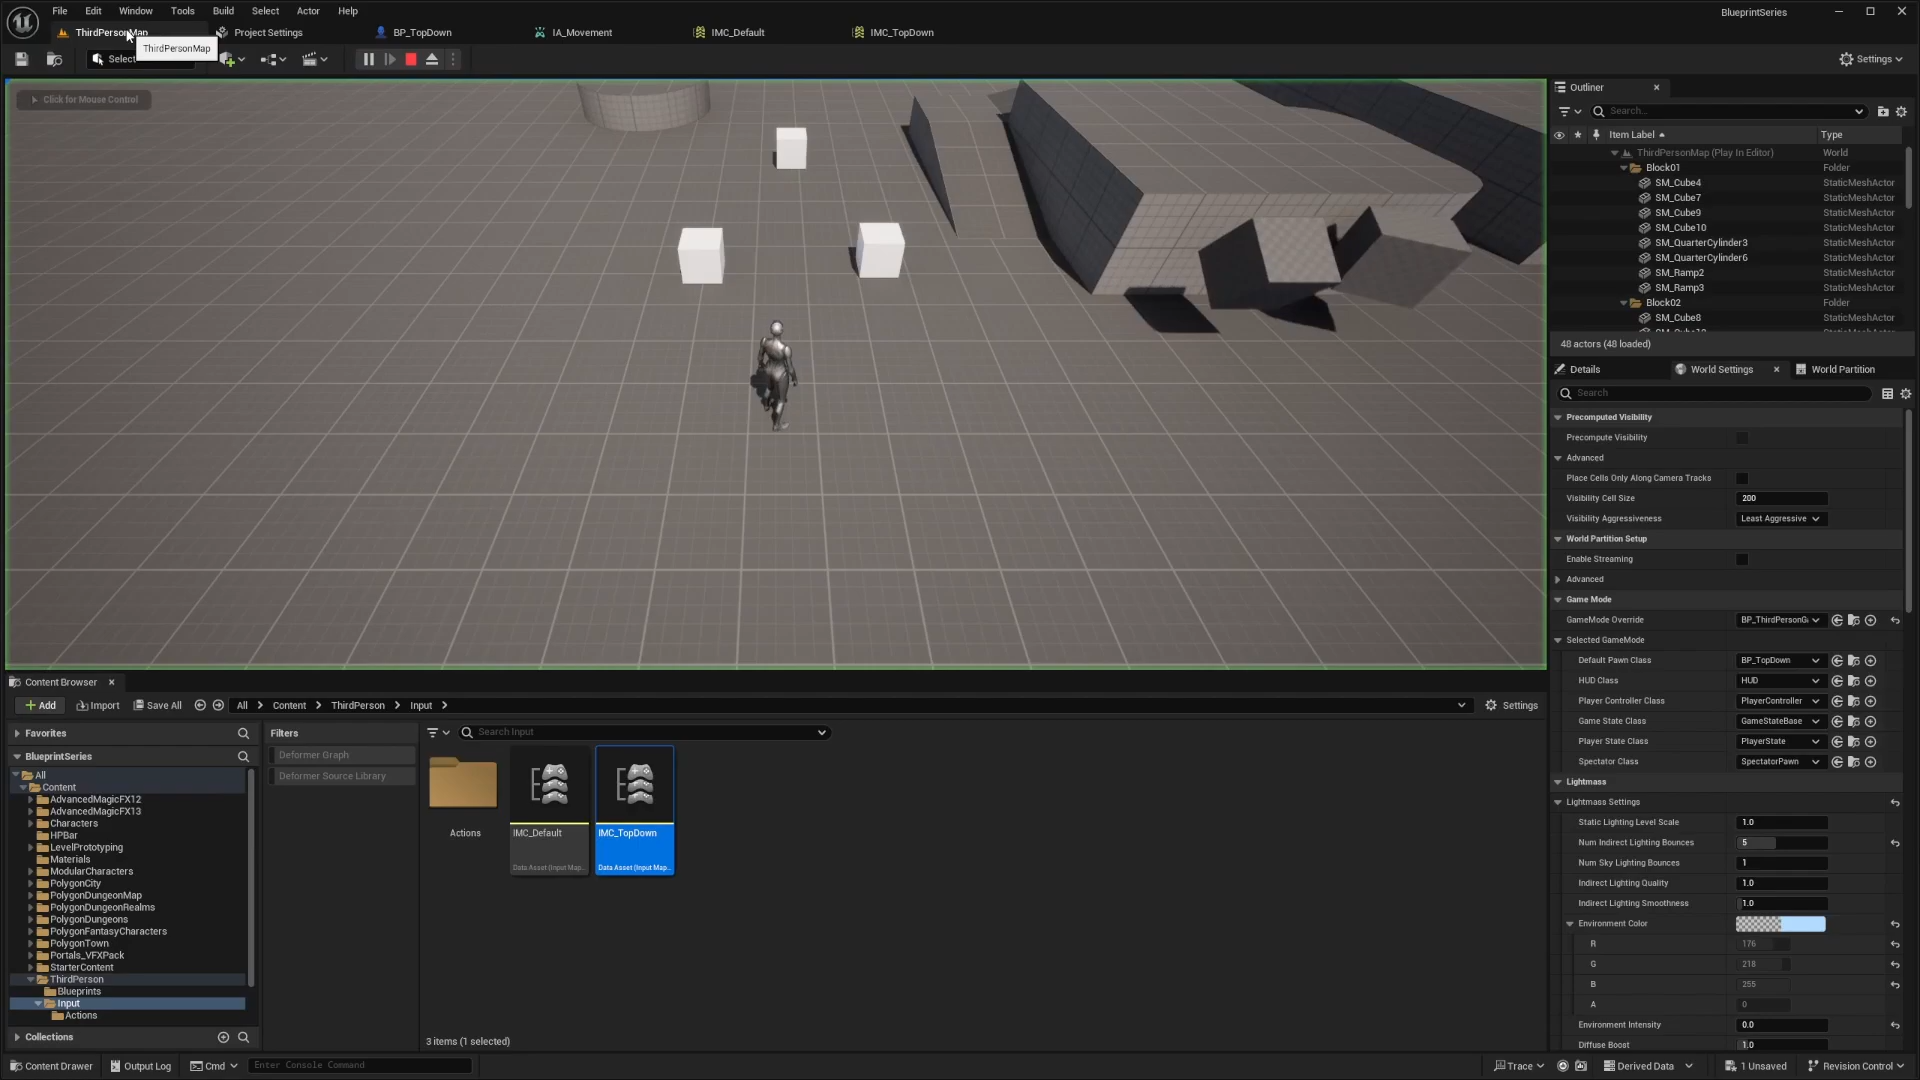 File Edit Window Tools Build Select Actor Help
BlueprintSeries
ThirdPersonMap
Project Settings
BP_TopDown
IA_Movement
IMC_Default
IMC_TopDown
ThirdPersonMap
Select
Settings
Click for Mouse Control
Outliner
Search...
Item Label Type
ThirdPersonMap (Play In Editor) World
Block01 Folder
SM_Cube4 StaticMeshActor
SM_Cube7 StaticMeshActor
SM_Cube9 StaticMeshActor
SM_Cube10 StaticMeshActor
SM_QuarterCylinder3 StaticMeshActor
SM_QuarterCylinder6 StaticMeshActor
SM_Ramp2 StaticMeshActor
SM_Ramp3 StaticMeshActor
Block02 Folder
SM_Cube8 StaticMeshActor
48 actors (48 loaded)
Details World Settings World Partition
Search
Precomputed Visibility
Precompute Visibility
Advanced
Place Cells Only Along Camera Tracks
Visibility Cell Size 200
Visibility Aggressiveness Least Aggressive
World Partition Setup
Enable Streaming
Advanced
Game Mode
GameMode Override BP_ThirdPersonG
Selected GameMode
Default Pawn Class BP_TopDown
HUD Class HUD
Player Controller Class PlayerController
Game State Class GameStateBase
Player State Class PlayerState
Spectator Class SpectatorPawn
Lightmass
Lightmass Settings
Static Lighting Level Scale 1.0
Num Indirect Lighting Bounces 5
Num Sky Lighting Bounces 1
Indirect Lighting Quality 1.0
Indirect Lighting Smoothness 1.0
Environment Color
R 176
G 218
B 255
A 0
Environment Intensity 0.0
Diffuse Boost 1.0
Content Browser
Add Import Save All All Content ThirdPerson Input Settings
Favorites
BlueprintSeries
All
Content
AdvancedMagicFX12
AdvancedMagicFX13
Characters
HPBar
LevelPrototyping
Materials
ModularCharacters
PolygonCity
PolygonDungeonMap
PolygonDungeonRealms
PolygonDungeons
PolygonFantasyCharacters
PolygonTown
Portals_VFXPack
StarterContent
ThirdPerson
Blueprints
Input
Actions
Collections
Filters
Deformer Graph
Deformer Source Library
Search Input
Actions
IMC_Default
Data Asset (Input Map...
IMC_TopDown
Data Asset (Input Map...
3 items (1 selected)
Content Drawer Output Log Cmd Enter Console Command
Trace Derived Data 1 Unsaved Revision Control